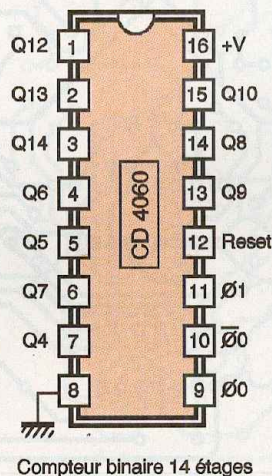 Q12 1 16 +V
Q13 2 15 Q10
Q14 3 14 Q8
Q6 4 13 Q9
Q5 5 12 Reset
Q7 6 11 Ø1
Q4 7 10 Ø̅0
8 9 Ø0
CD 4060
Compteur binaire 14 étages